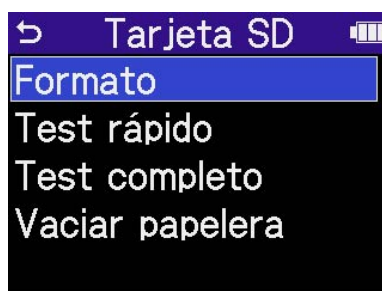 Tarjeta SD
Formato
Test rápido
Test completo
Vaciar papelera